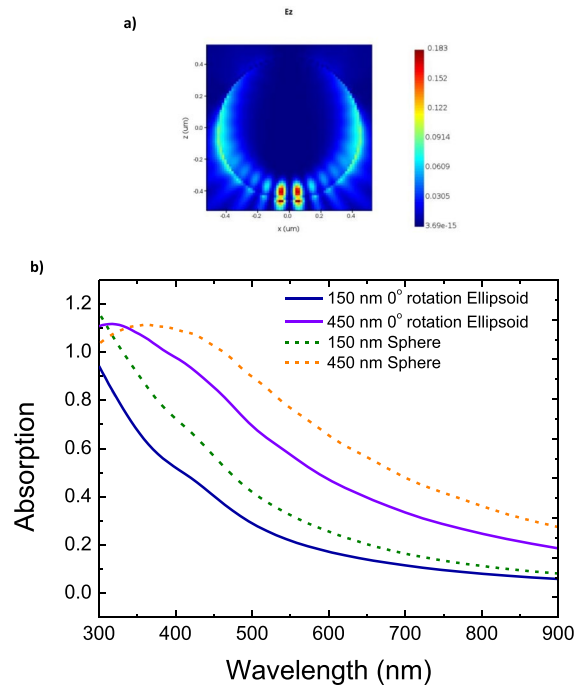 Ez
a)
0.4
0.2
0.0
-0.2
-0.4
z (um)
-0.4
-0.2
0.0
0.2
0.4
x (um)
0.183
0.152
0.122
0.0914
0.0609
0.0305
3.69e-15
b)
1.2
1.0
0.8
0.6
0.4
0.2
0.0
Absorption
150 nm 0° rotation Ellipsoid
450 nm 0° rotation Ellipsoid
150 nm Sphere
450 nm Sphere
300
400
500
600
700
800
900
Wavelength (nm)